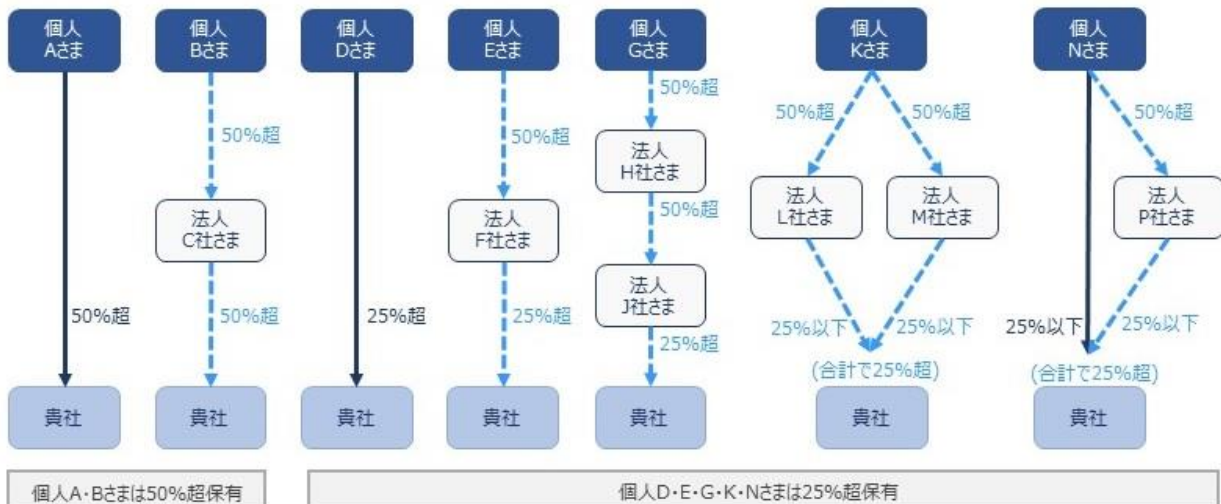 個人
Aさま
個人
Bさま
個人
Dさま
個人
Eさま
個人
Gさま
個人
Kさま
個人
Nさま
50%超
50%超
50%超
50%超
50%超
50%超
法人
H社さま
法人
C社さま
法人
F社さま
50%超
法人
L社さま
法人
M社さま
法人
P社さま
法人
J社さま
50%超
50%超
25%超
25%超
25%超
25%以下
25%以下
25%以下
25%以下
(合計で25%超)
(合計で25%超)
貴社
貴社
貴社
貴社
貴社
貴社
貴社
個人A・Bさまは50%超保有
個人D・E・G・K・Nさまは25%超保有